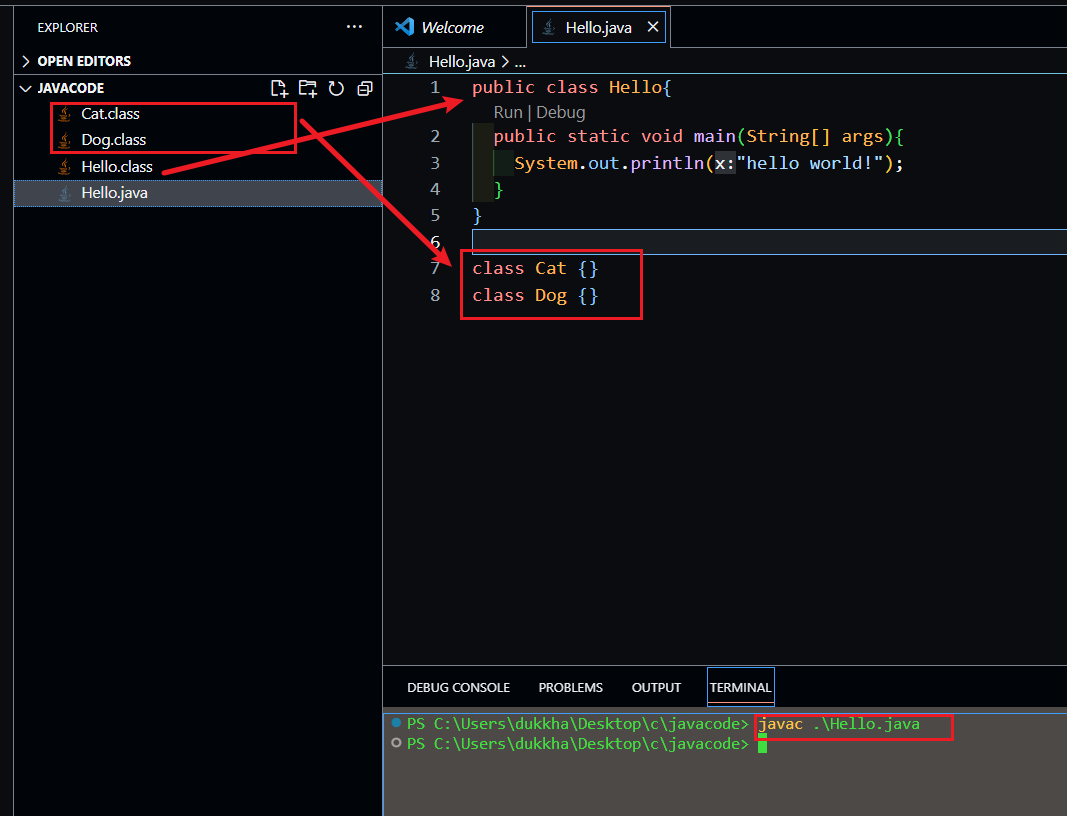 EXPLORER
...
OPEN EDITORS
JAVACODE
Cat.class
Dog.class
Hello.class
Hello.java
Welcome
Hello.java
Hello.java > ...
1 public class Hello{
Run | Debug
2 public static void main(String[] args){
3 System.out.println(x:"hello world!");
4 }
5 }
6
7 class Cat {}
8 class Dog {}
DEBUG CONSOLE PROBLEMS OUTPUT TERMINAL
PS C:\Users\dukkha\Desktop\c\javacode> javac .\Hello.java
PS C:\Users\dukkha\Desktop\c\javacode>